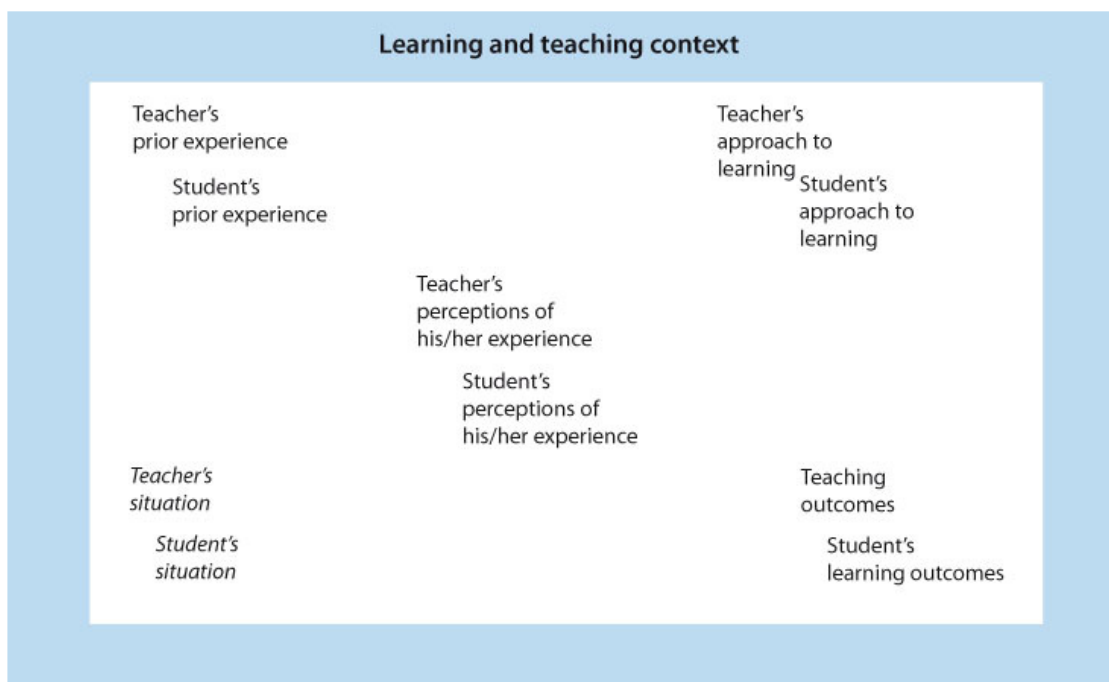 Learning and teaching context
Teacher’s
prior experience
Student’s
prior experience
Teacher’s
approach to
learning
Student’s
approach to
learning
Teacher’s
perceptions of
his/her experience
Student’s
perceptions of
his/her experience
Teacher’s
situation
Student’s
situation
Teaching
outcomes
Student’s
learning outcomes